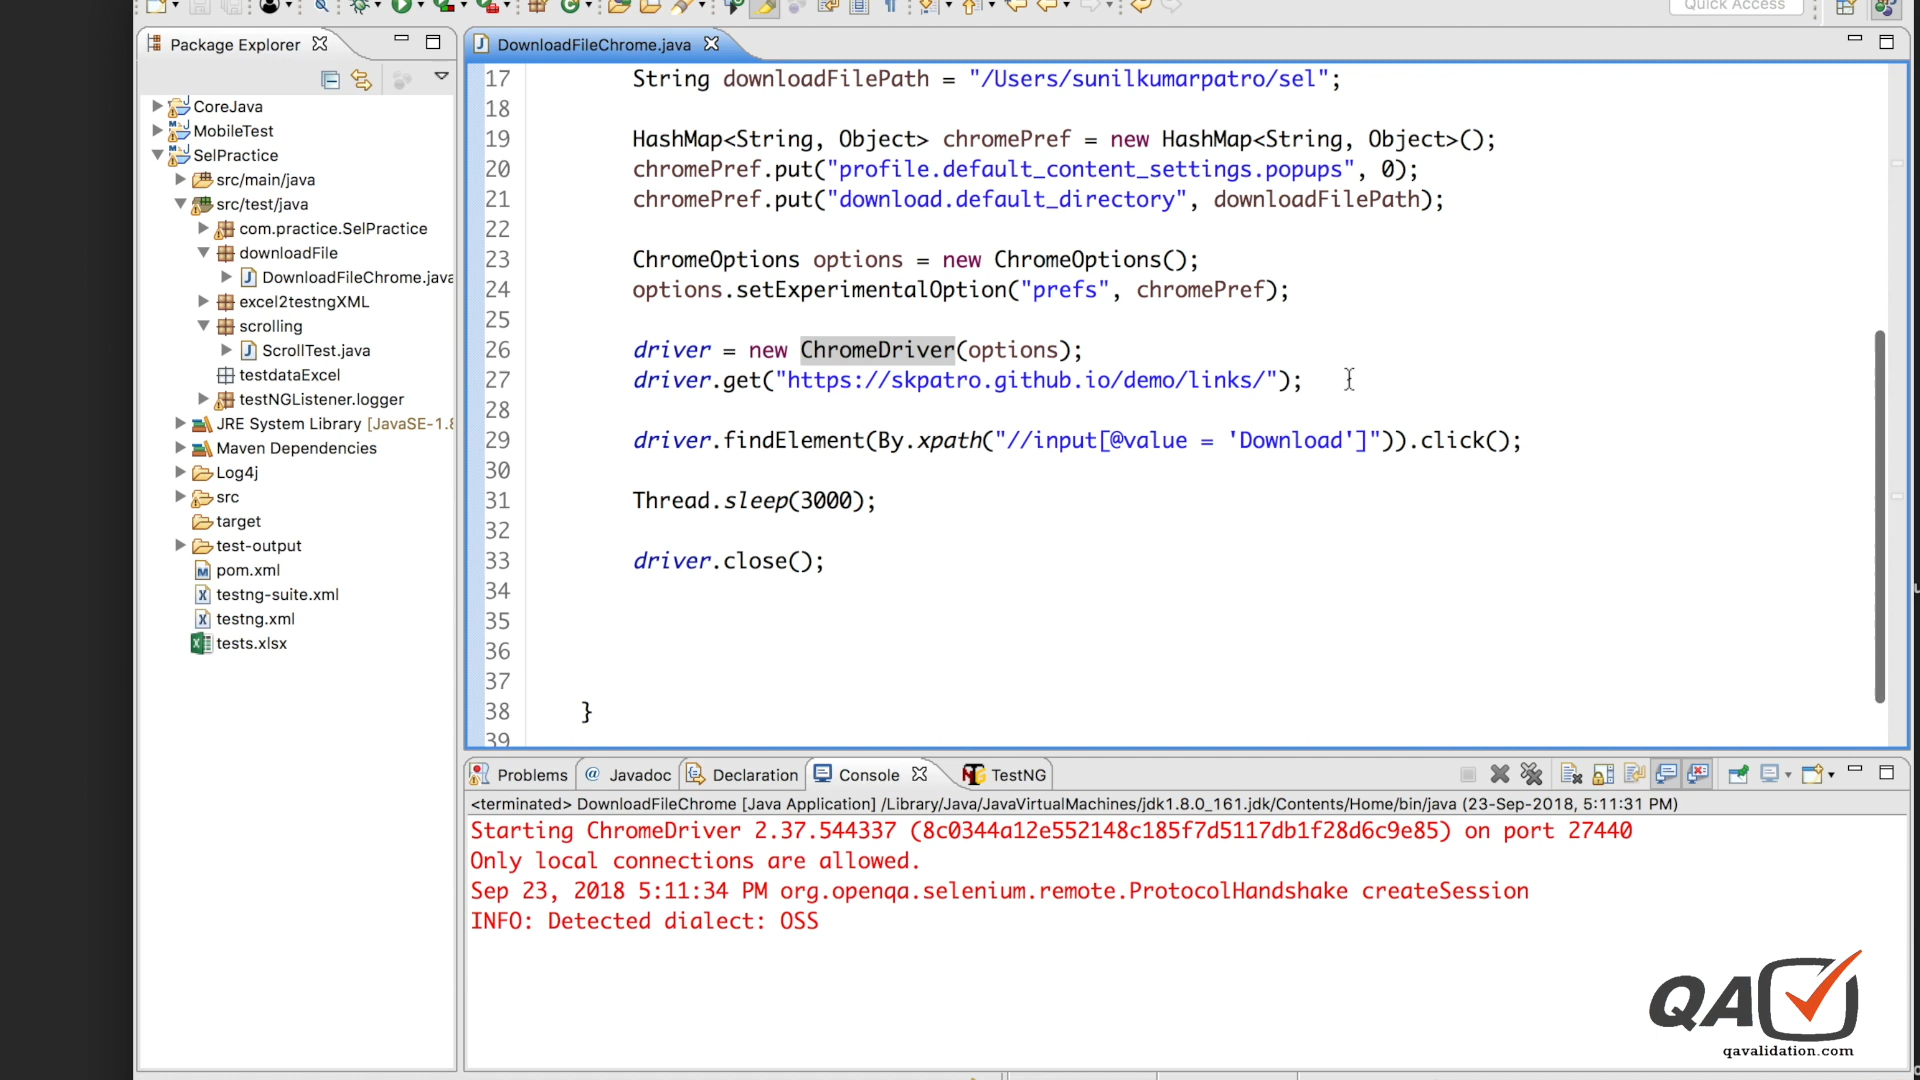 Quick Access
Package Explorer
DownloadFileChrome.java
CoreJava
MobileTest
SelPractice
src/main/java
src/test/java
com.practice.SelPractice
downloadFile
DownloadFileChrome.java
excel2testngXML
scrolling
ScrollTest.java
testdataExcel
testNGListener.logger
JRE System Library [JavaSE-1.8
Maven Dependencies
Log4j
src
target
test-output
pom.xml
testng-suite.xml
testng.xml
tests.xlsx
17 String downloadFilePath = "/Users/sunilkumarpatro/sel";
18
19 HashMap<String, Object> chromePref = new HashMap<String, Object>();
20 chromePref.put("profile.default_content_settings.popups", 0);
21 chromePref.put("download.default_directory", downloadFilePath);
22
23 ChromeOptions options = new ChromeOptions();
24 options.setExperimentalOption("prefs", chromePref);
25
26 driver = new ChromeDriver(options);
27 driver.get("https://skpatro.github.io/demo/links/");
28
29 driver.findElement(By.xpath("//input[@value = 'Download']")).click();
30
31 Thread.sleep(3000);
32
33 driver.close();
34
35
36
37
38 }
39
Problems @ Javadoc Declaration Console TestNG
<terminated> DownloadFileChrome [Java Application] /Library/Java/JavaVirtualMachines/jdk1.8.0_161.jdk/Contents/Home/bin/java (23-Sep-2018, 5:11:31 PM)
Starting ChromeDriver 2.37.544337 (8c0344a12e552148c185f7d5117db1f28d6c9e85) on port 27440
Only local connections are allowed.
Sep 23, 2018 5:11:34 PM org.openqa.selenium.remote.ProtocolHandshake createSession
INFO: Detected dialect: OSS
QA
qavalidation.com